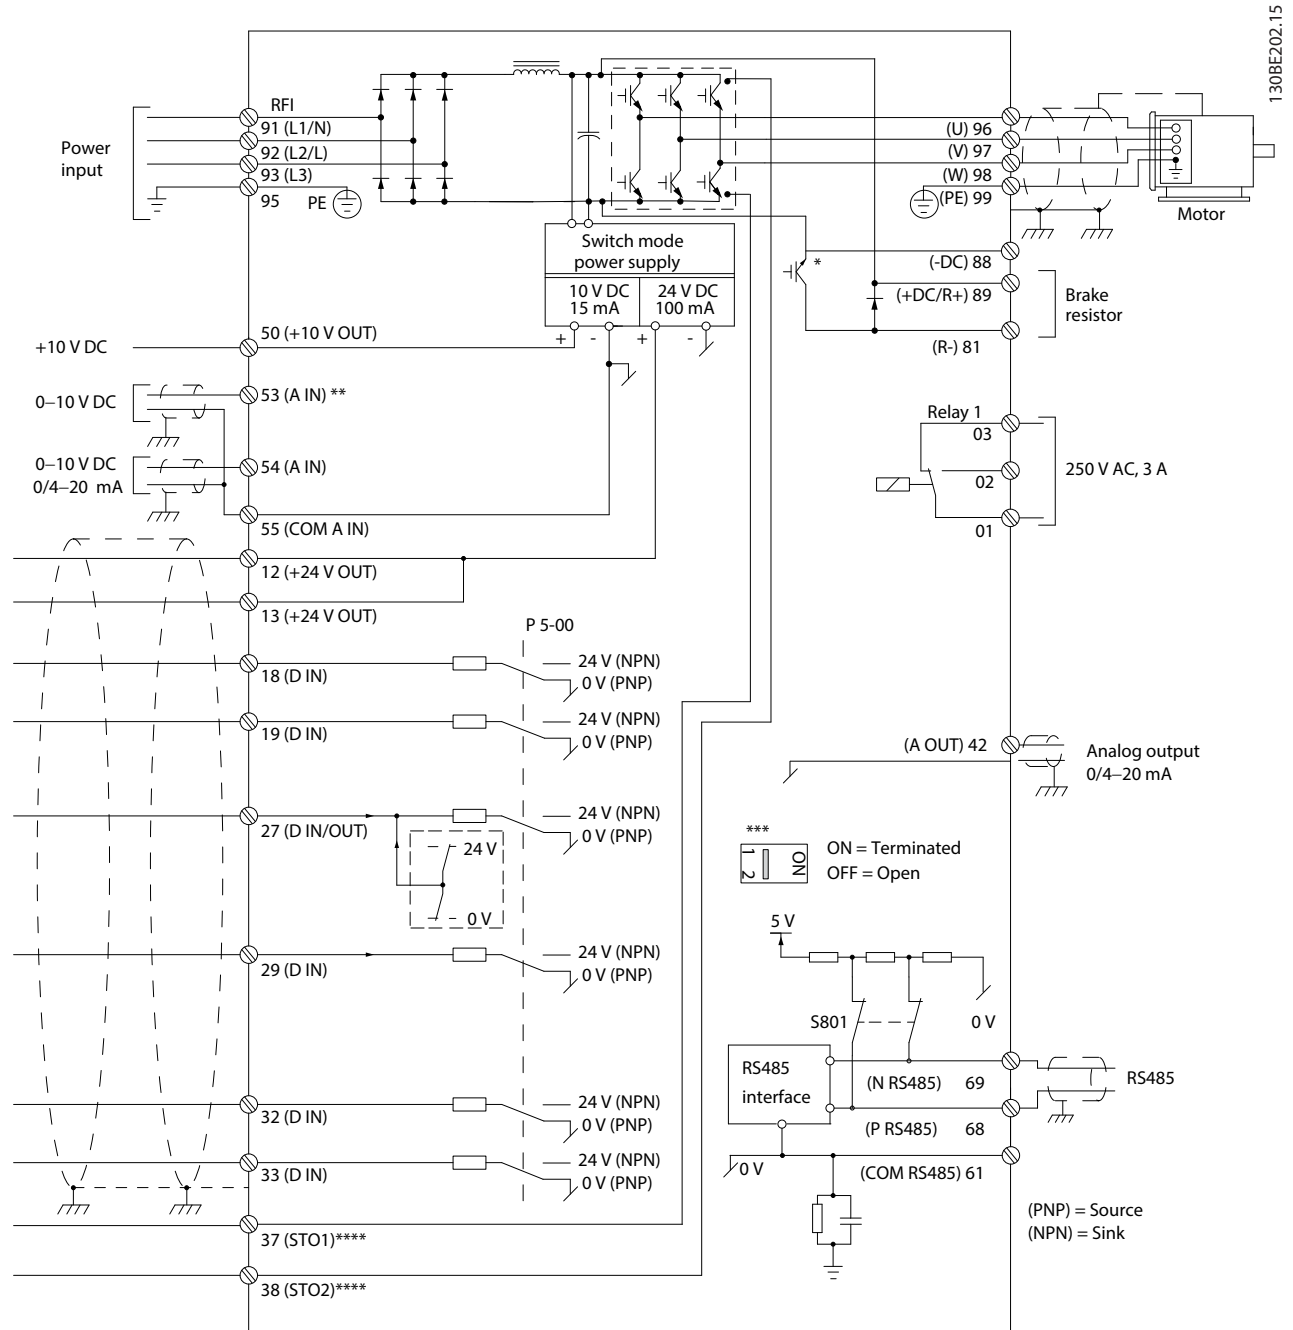 130BE202.15
RFI
Power
input
91 (L1/N)
92 (L2/L)
93 (L3)
95
PE
(U) 96
(V) 97
(W) 98
(PE) 99
Motor
Switch mode
power supply
10 V DC
15 mA
24 V DC
100 mA
+ - + -
*
(-DC) 88
(+DC/R+) 89
(R-) 81
Brake
resistor
+10 V DC
50 (+10 V OUT)
0–10 V DC
53 (A IN) **
0–10 V DC
0/4–20 mA
54 (A IN)
55 (COM A IN)
Relay 1
03
02
01
250 V AC, 3 A
12 (+24 V OUT)
13 (+24 V OUT)
P 5-00
18 (D IN)
24 V (NPN)
0 V (PNP)
19 (D IN)
24 V (NPN)
0 V (PNP)
27 (D IN/OUT)
24 V (NPN)
0 V (PNP)
24 V
0 V
29 (D IN)
24 V (NPN)
0 V (PNP)
32 (D IN)
24 V (NPN)
0 V (PNP)
33 (D IN)
24 V (NPN)
0 V (PNP)
37 (STO1)****
38 (STO2)****
(A OUT) 42
Analog output
0/4–20 mA
***
1 2
ON
ON = Terminated
OFF = Open
5 V
S801
0 V
RS485
interface
(N RS485) 69
(P RS485) 68
RS485
0 V
(COM RS485) 61
(PNP) = Source
(NPN) = Sink